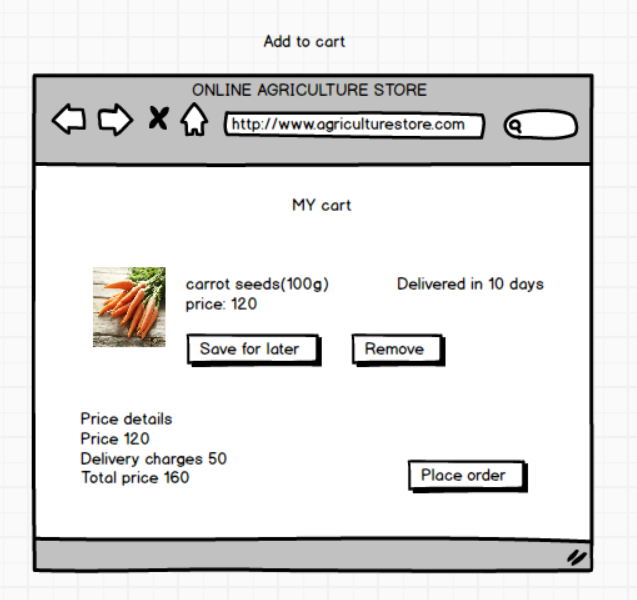 Add to cart
ONLINE AGRICULTURE STORE
http://www.agriculturestore.com
MY cart
carrot seeds(100g)
Delivered in 10 days
price: 120
Save for later
Remove
Price details
Price 120
Delivery charges 50
Total price 160
Place order